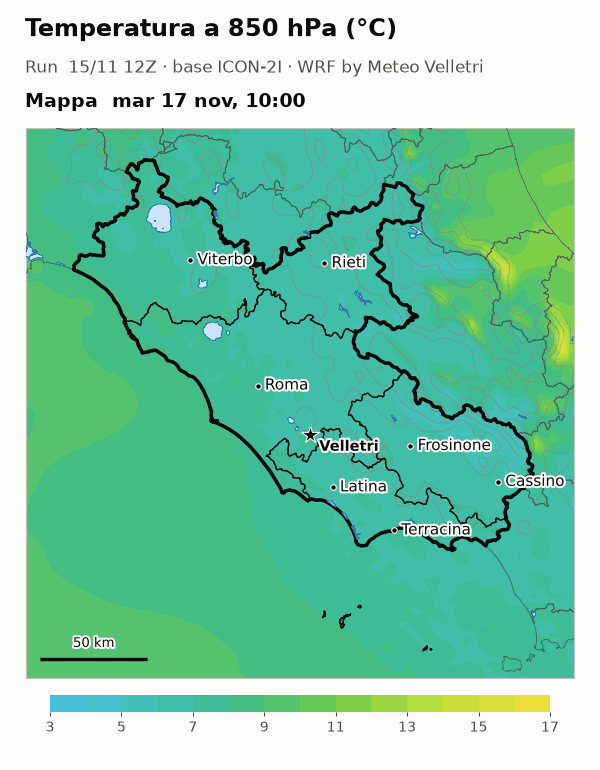 Temperatura a 850 hPa (°C)
Run  15/11 12Z · base ICON-2I · WRF by Meteo Velletri
Mappa  mar 17 nov, 10:00
Viterbo
Rieti
Roma
Velletri
Frosinone
Latina
Cassino
Terracina
50 km
3 5 7 9 11 13 15 17